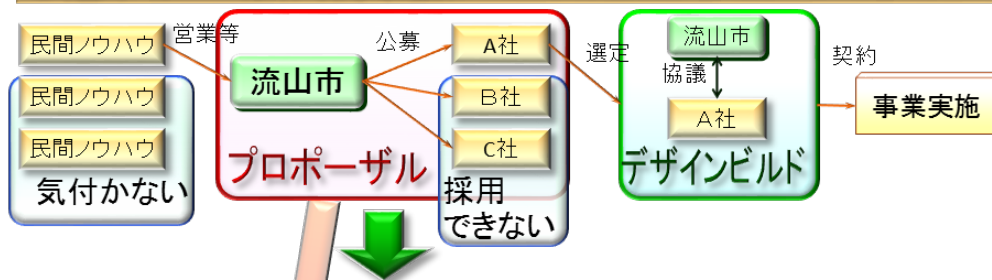 民間ノウハウ
営業等
流山市
公募
A社
選定
流山市
協議
A社
契約
事業実施
民間ノウハウ
B社
民間ノウハウ
C社
気付かない
プロポーザル
採用
できない
デザインビルド